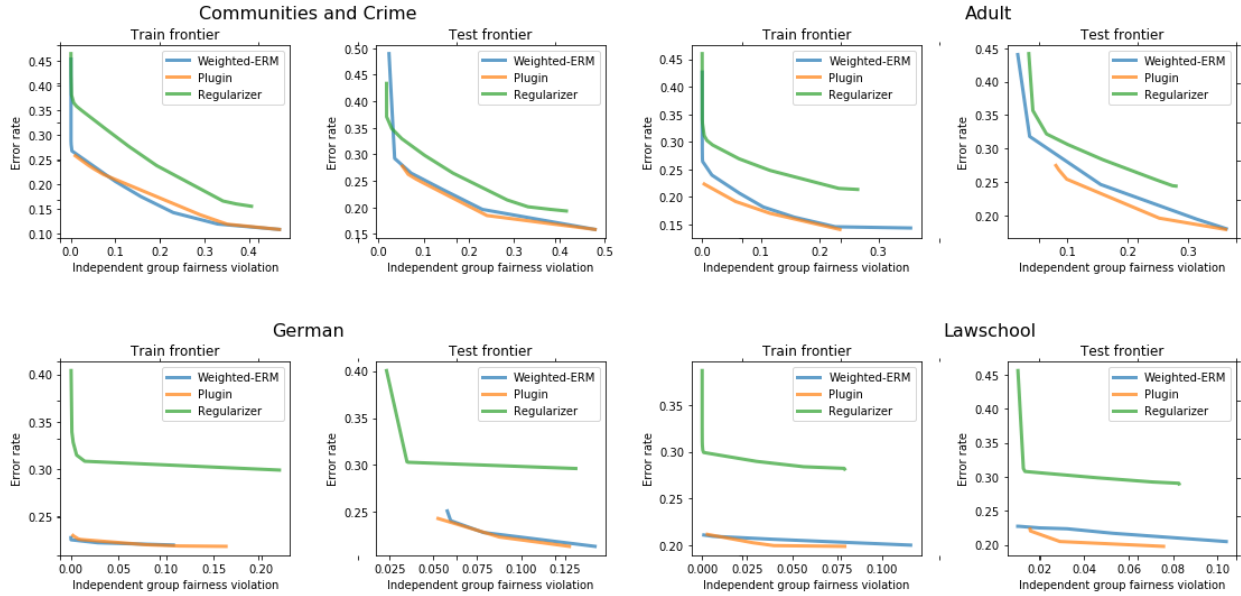 Communities and Crime
Adult
Train frontier
Test frontier
Train frontier
Test frontier
0.45
0.40
0.35
0.30
0.25
0.20
0.15
0.10
Error rate
Weighted-ERM
Plugin
Regularizer
0.0
0.1
0.2
0.3
0.4
Independent group fairness violation
0.50
0.45
0.40
0.35
0.30
0.25
0.20
0.15
Error rate
Weighted-ERM
Plugin
Regularizer
0.0
0.1
0.2
0.3
0.4
0.5
Independent group fairness violation
0.45
0.40
0.35
0.30
0.25
0.20
0.15
Error rate
Weighted-ERM
Plugin
Regularizer
0.0
0.1
0.2
0.3
Independent group fairness violation
0.45
0.40
0.35
0.30
0.25
0.20
Error rate
Weighted-ERM
Plugin
Regularizer
0.1
0.2
0.3
Independent group fairness violation
German
Lawschool
Train frontier
Test frontier
Train frontier
Test frontier
0.40
0.35
0.30
0.25
Error rate
Weighted-ERM
Plugin
Regularizer
0.00
0.05
0.10
0.15
0.20
Independent group fairness violation
0.40
0.35
0.30
0.25
Error rate
Weighted-ERM
Plugin
Regularizer
0.025
0.050
0.075
0.100
0.125
Independent group fairness violation
0.35
0.30
0.25
0.20
Error rate
Weighted-ERM
Plugin
Regularizer
0.000
0.025
0.050
0.075
0.100
Independent group fairness violation
0.45
0.40
0.35
0.30
0.25
0.20
Error rate
Weighted-ERM
Plugin
Regularizer
0.02
0.04
0.06
0.08
0.10
Independent group fairness violation